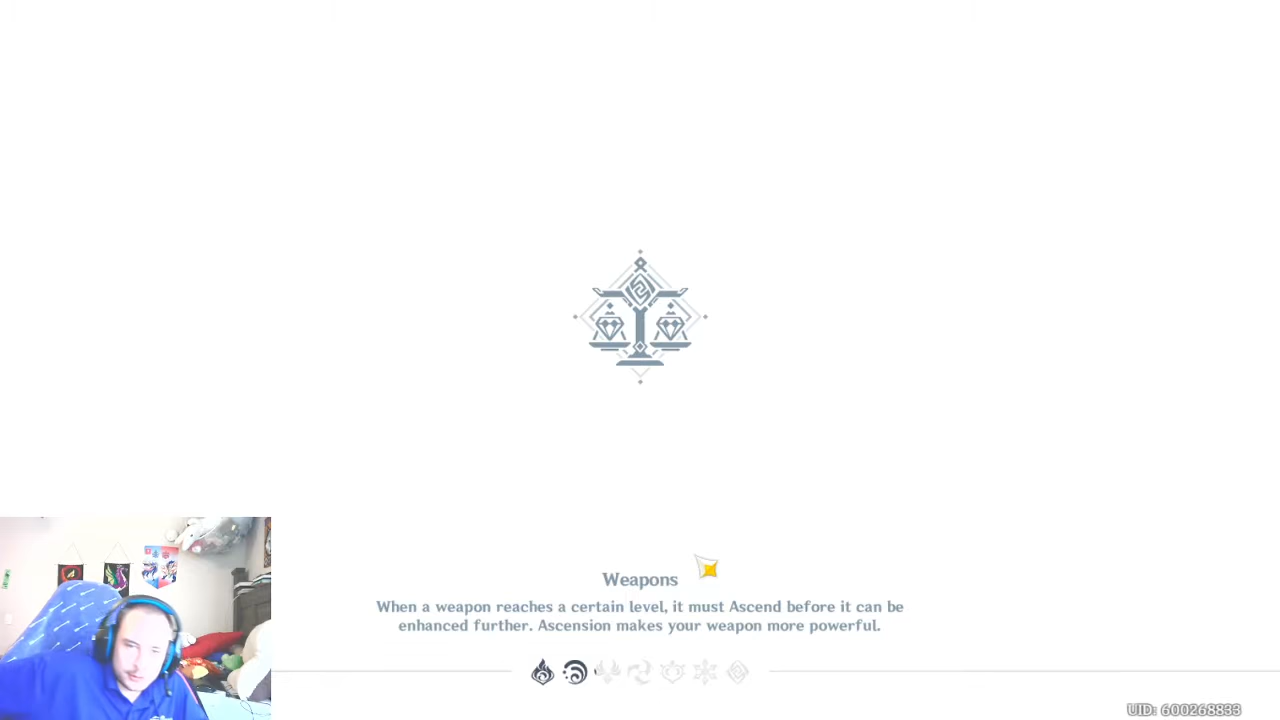 Weapons
When a weapon reaches a certain level, it must Ascend before it can be
enhanced further. Ascension makes your weapon more powerful.
UID: 600268833